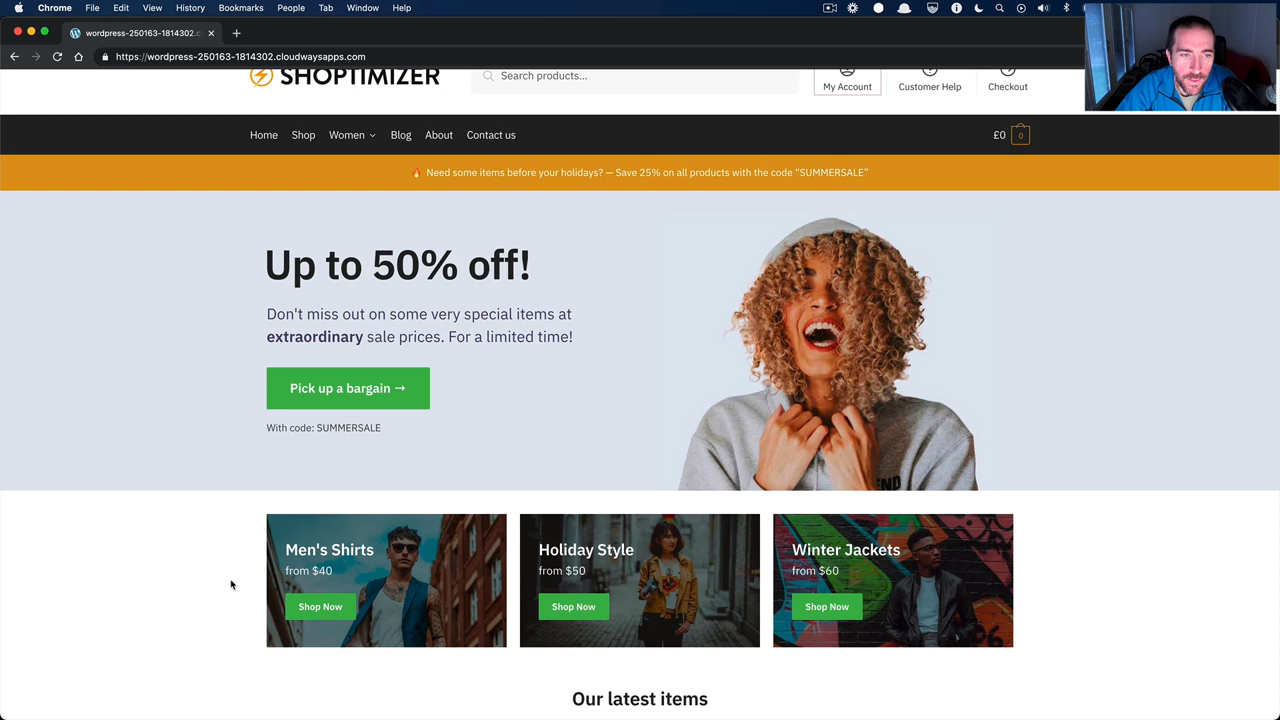 Chrome File Edit View History Bookmarks People Tab Window Help
wordpress-250163-1814302.c
https://wordpress-250163-1814302.cloudwaysapps.com
SHOPTIMIZER
Search products...
My Account
Customer Help
Checkout
Home Shop Women Blog About Contact us
£0 0
🔥 Need some items before your holidays? — Save 25% on all products with the code “SUMMERSALE”
Up to 50% off!
Don't miss out on some very special items at
extraordinary sale prices. For a limited time!
Pick up a bargain →
With code: SUMMERSALE
Men's Shirts
from $40
Shop Now
Holiday Style
from $50
Shop Now
Winter Jackets
from $60
Shop Now
Our latest items